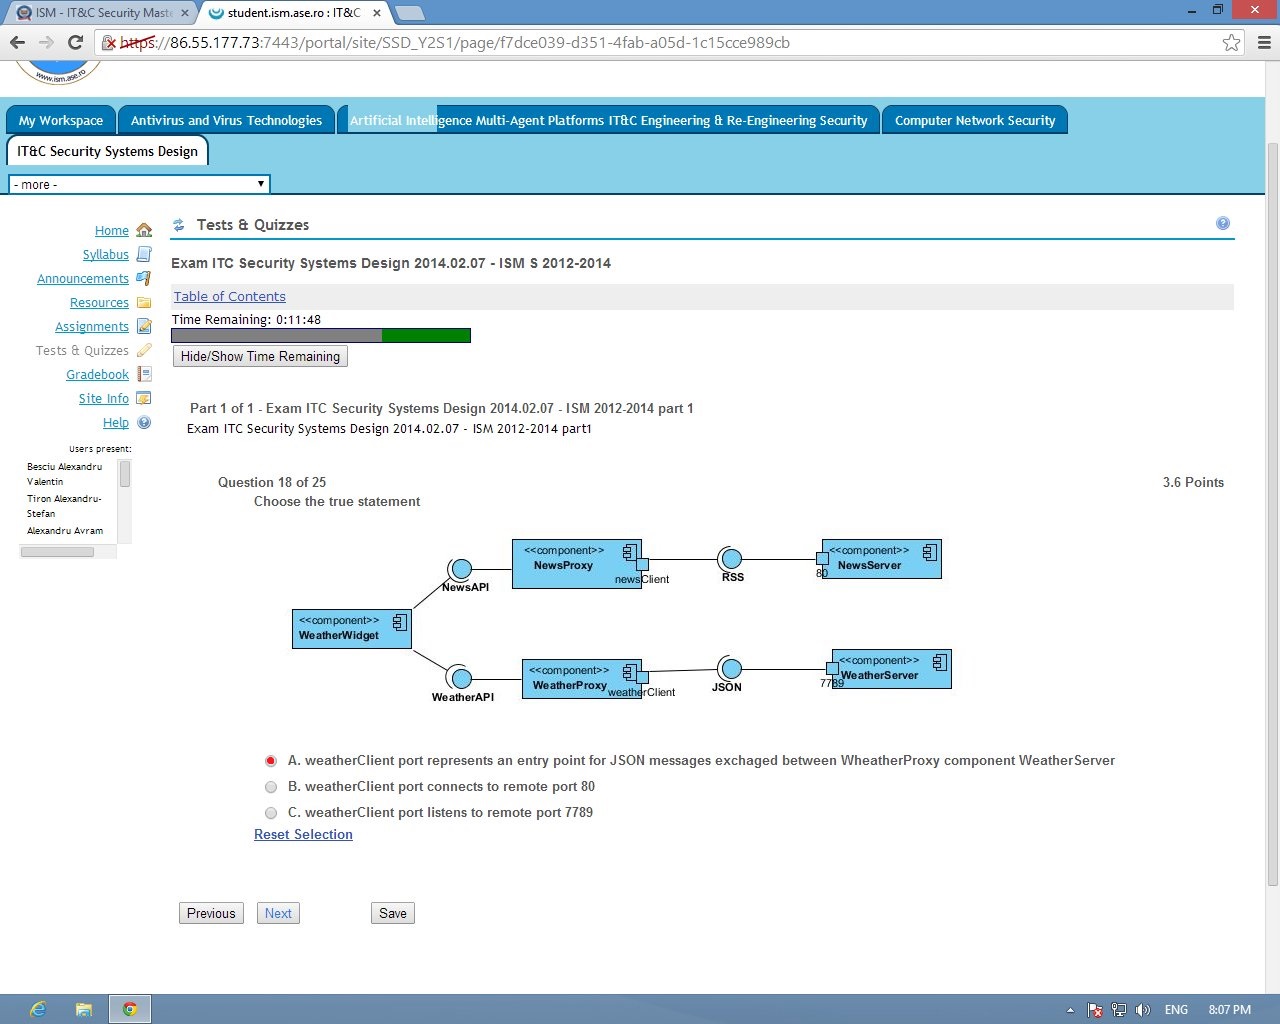 ISM - IT&C Security Maste
student.ism.ase.ro : IT&C
https://86.55.177.73:7443/portal/site/SSD_Y2S1/page/f7dce039-d351-4fab-a05d-1c15cce989cb
www.ism.ase.ro
My Workspace
Antivirus and Virus Technologies
Artificial Intelligence Multi-Agent Platforms IT&C Engineering & Re-Engineering Security
Computer Network Security
IT&C Security Systems Design
- more -
Home
Syllabus
Announcements
Resources
Assignments
Tests & Quizzes
Gradebook
Site Info
Help
Users present:
Besciu Alexandru
Valentin
Tiron Alexandru-
Stefan
Alexandru Avram
Tests & Quizzes
Exam ITC Security Systems Design 2014.02.07 - ISM S 2012-2014
Table of Contents
Time Remaining: 0:11:48
Hide/Show Time Remaining
Part 1 of 1 - Exam ITC Security Systems Design 2014.02.07 - ISM 2012-2014 part 1
Exam ITC Security Systems Design 2014.02.07 - ISM 2012-2014 part1
Question 18 of 25
3.6 Points
Choose the true statement
<<component>>
NewsProxy
newsClient
NewsAPI
RSS
<<component>>
NewsServer
80
<<component>>
WeatherWidget
WeatherAPI
<<component>>
WeatherProxy
weatherClient
JSON
<<component>>
WeatherServer
7789
A. weatherClient port represents an entry point for JSON messages exchaged between WheatherProxy component WeatherServer
B. weatherClient port connects to remote port 80
C. weatherClient port listens to remote port 7789
Reset Selection
Previous
Next
Save
ENG
8:07 PM